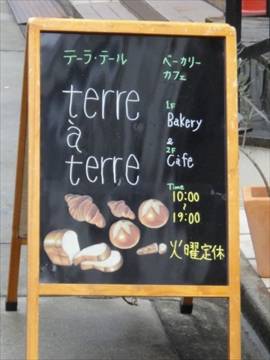 テーラ・テール
ベーカリー
カフェ
terre
à
terre
1F
Bakery
&
2F
Càfe
Time
10:00
~
19:00
火曜定休